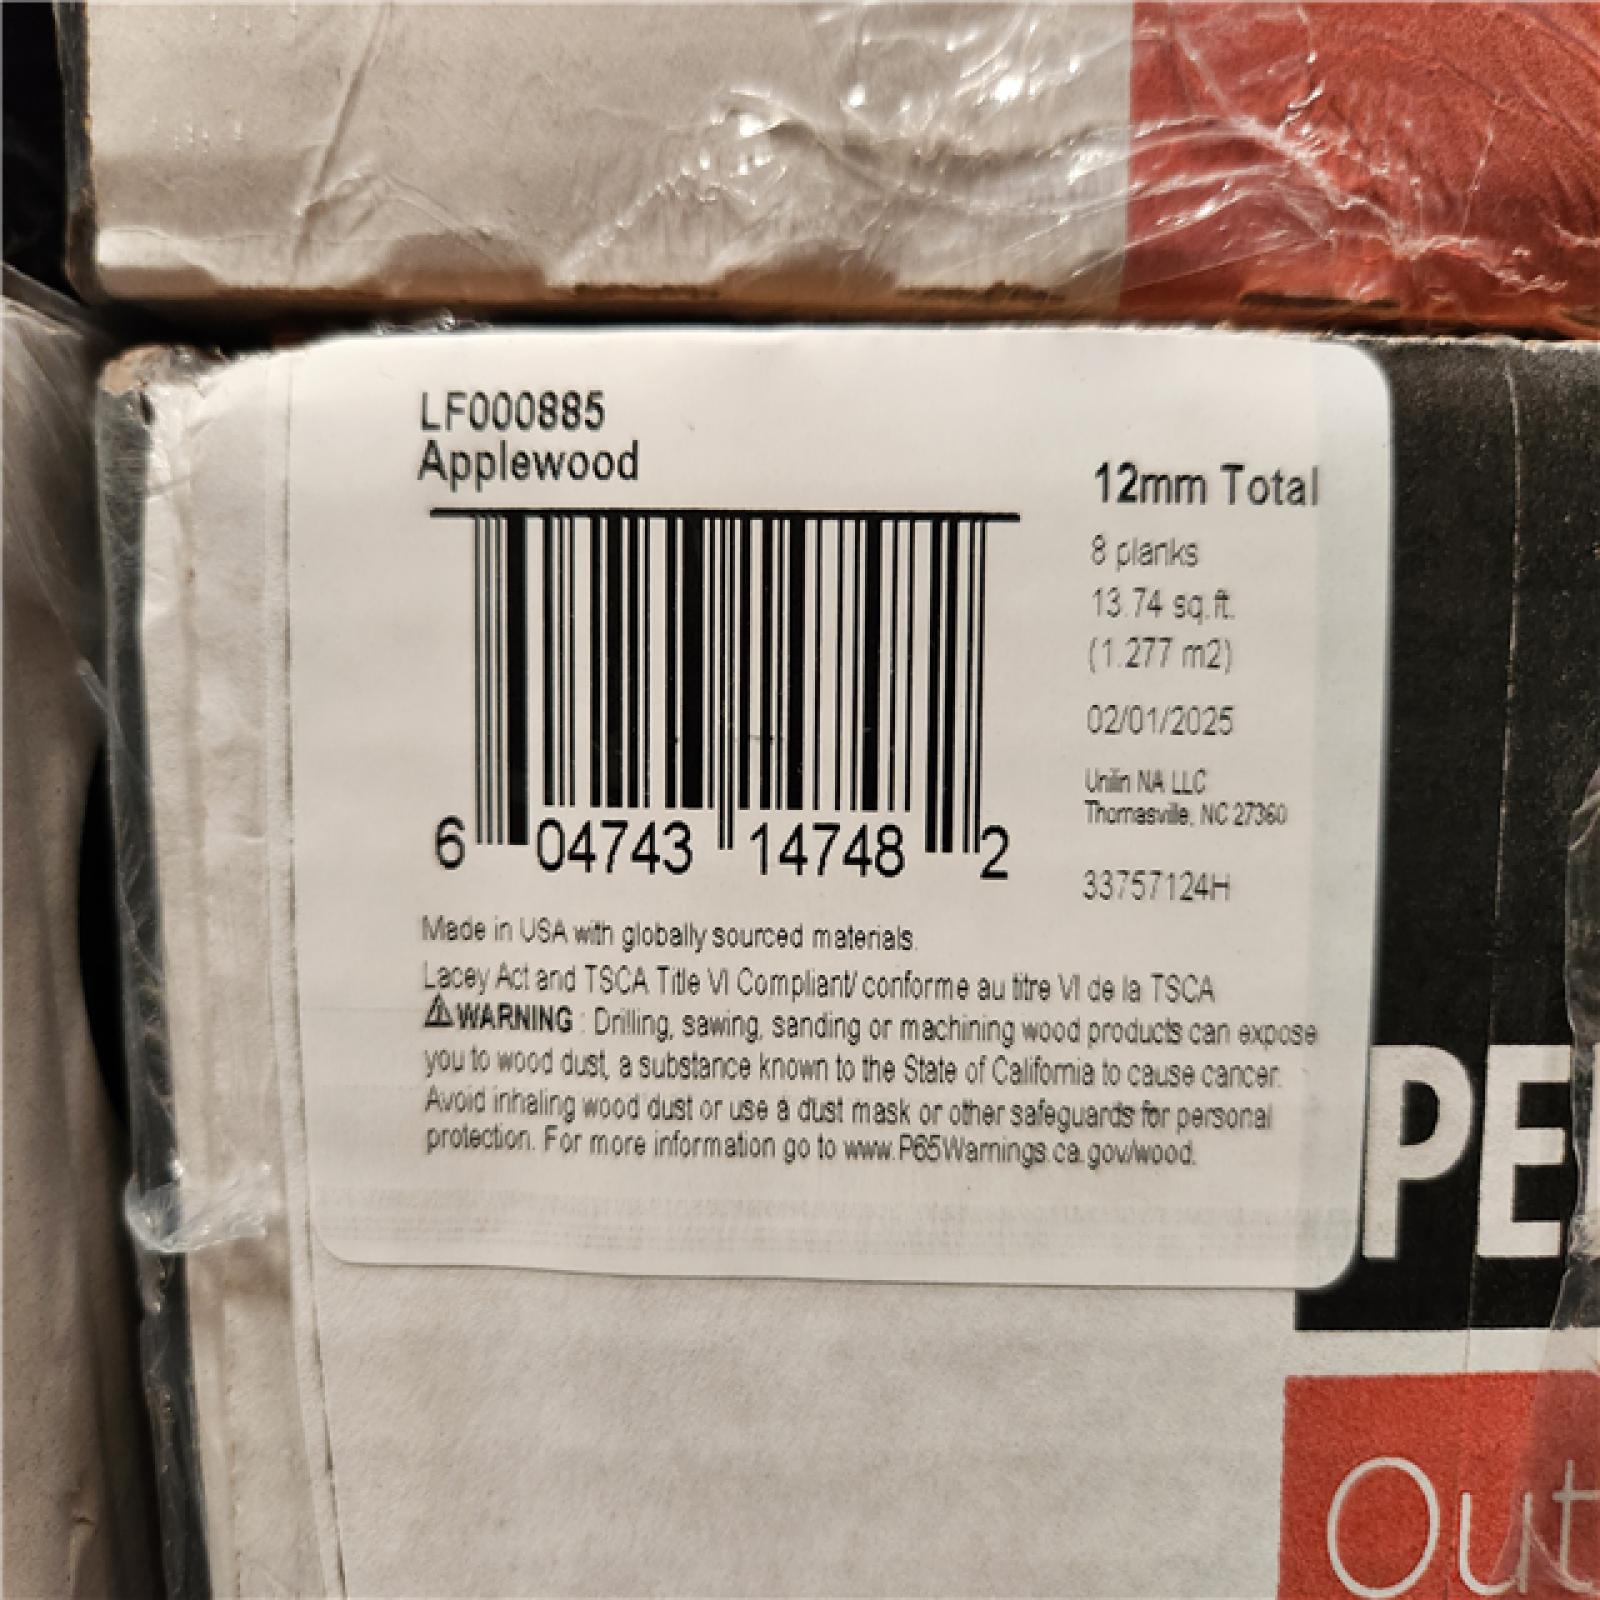 LF000885
Applewood
12mm Total
8 planks
13.74 sq.ft.
(1.277 m2)
02/01/2025
Unilin NA LLC
Thomasville, NC 27360
33757124H
6 04743 14748 2
Made in USA with globally sourced materials.
Lacey Act and TSCA Title VI Compliant/ conforme au titre VI de la TSCA
⚠WARNING : Drilling, sawing, sanding or machining wood products can expose
you to wood dust, a substance known to the State of California to cause cancer.
Avoid inhaling wood dust or use a dust mask or other safeguards for personal
protection. For more information go to www.P65Warnings.ca.gov/wood.
PE
Out